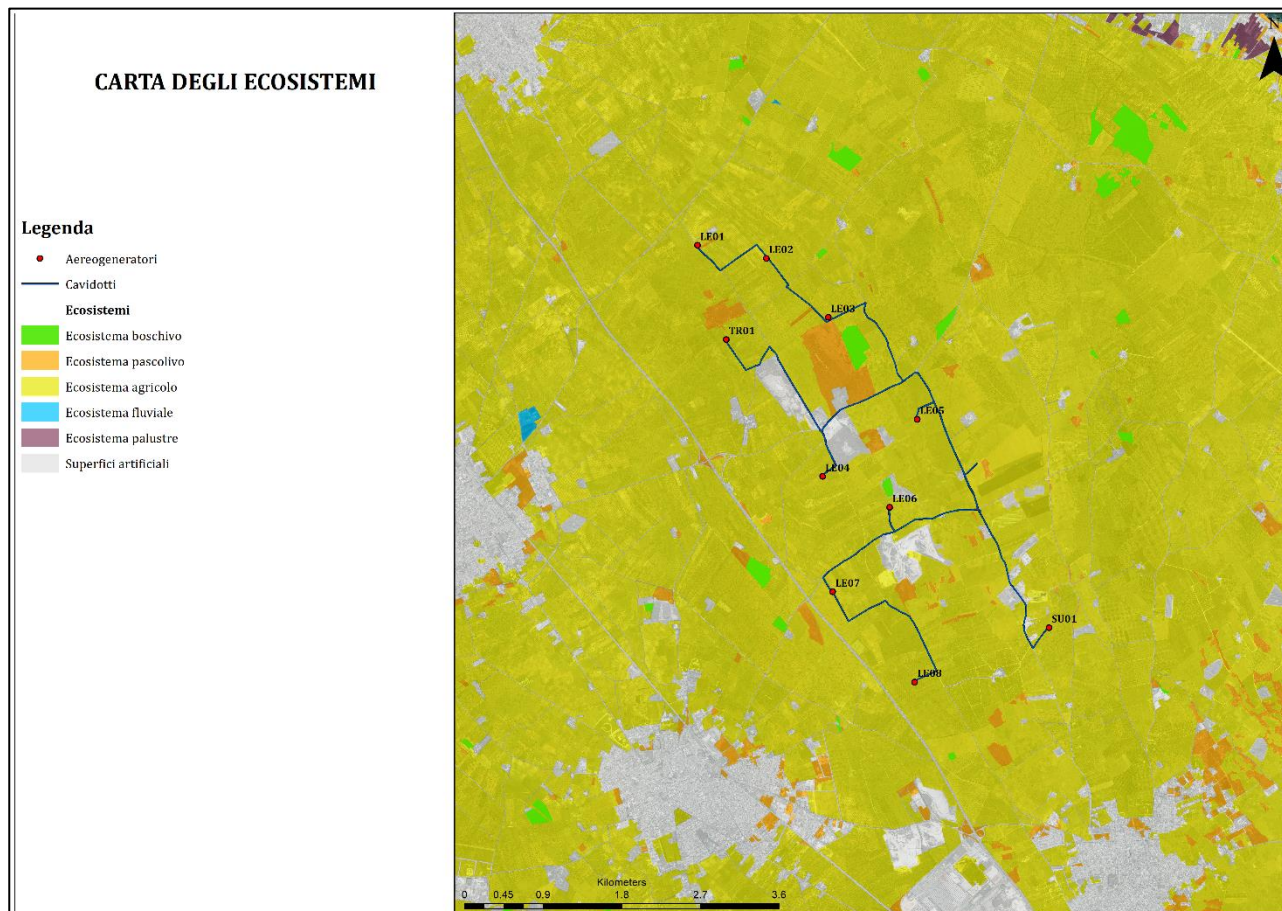 CARTA DEGLI ECOSISTEMI
Legenda
Aereogeneratori
Cavidotti
Ecosistemi
Ecosistema boschivo
Ecosistema pascolivo
Ecosistema agricolo
Ecosistema fluviale
Ecosistema palustre
Superfici artificiali
N
LE01
LE02
LE03
TR01
LE05
LE04
LE06
LE07
SU01
LE08
Kilometers
0 0.45 0.9 1.8 2.7 3.6